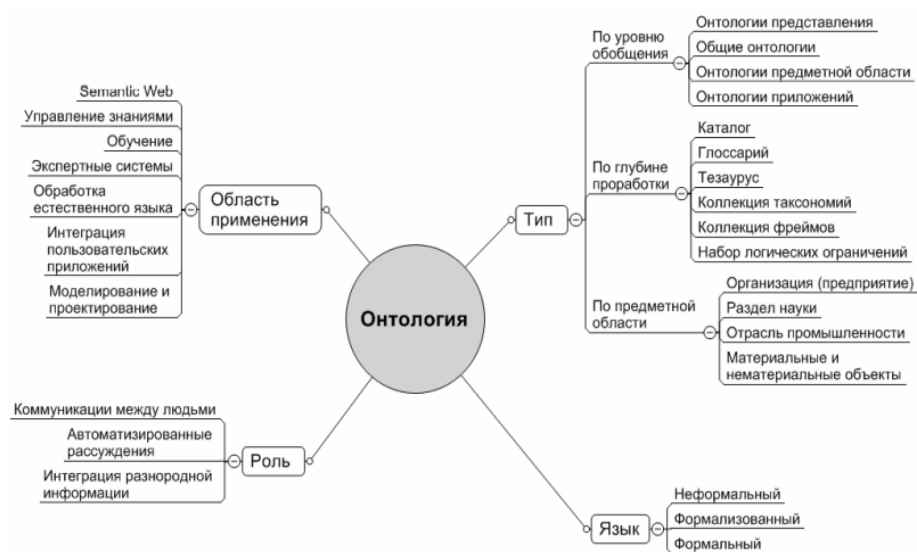 Онтология
Тип
По уровню
обобщения
Онтологии представления
Общие онтологии
Онтологии предметной области
Онтологии приложений
По глубине
проработки
Каталог
Глоссарий
Тезаурус
Коллекция таксономий
Коллекция фреймов
Набор логических ограничений
По предметной
области
Организация (предприятие)
Раздел науки
Отрасль промышленности
Материальные и
нематериальные объекты
Язык
Неформальный
Формализованный
Формальный
Область
применения
Semantic Web
Управление знаниями
Обучение
Экспертные системы
Обработка
естественного языка
Интеграция
пользовательских
приложений
Моделирование и
проектирование
Роль
Коммуникации между людьми
Автоматизированные
рассуждения
Интеграция разнородной
информации